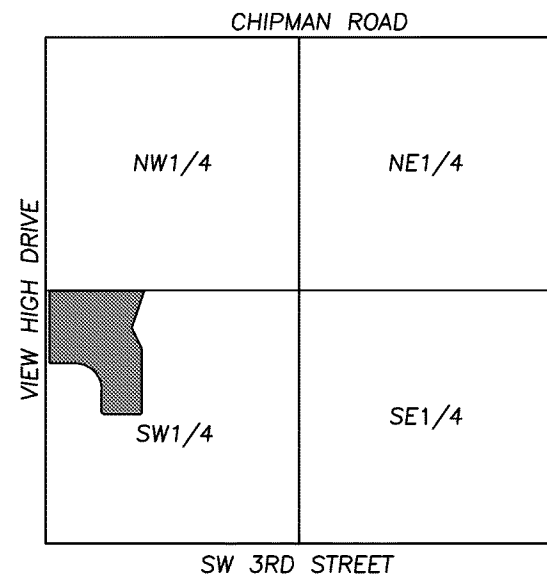 CHIPMAN ROAD
NW1/4
NE1/4
VIEW HIGH DRIVE
SW1/4
SE1/4
SW 3RD STREET